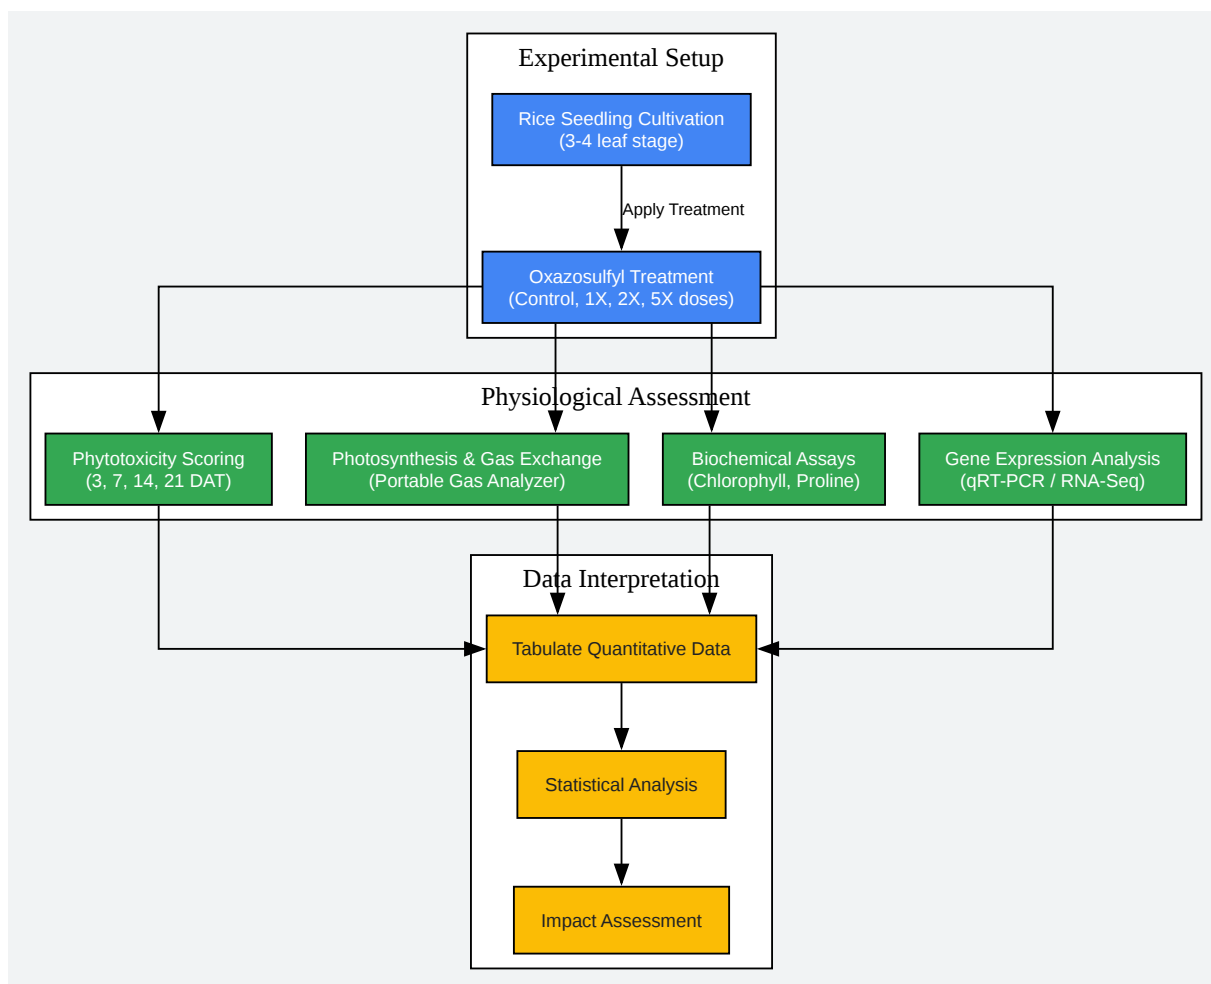 Experimental Setup
Rice Seedling Cultivation
(3-4 leaf stage)
Apply Treatment
Oxazosulfyl Treatment
(Control, 1X, 2X, 5X doses)
Physiological Assessment
Phytotoxicity Scoring
(3, 7, 14, 21 DAT)
Photosynthesis & Gas Exchange
(Portable Gas Analyzer)
Biochemical Assays
(Chlorophyll, Proline)
Gene Expression Analysis
(qRT-PCR / RNA-Seq)
Data Interpretation
Tabulate Quantitative Data
Statistical Analysis
Impact Assessment